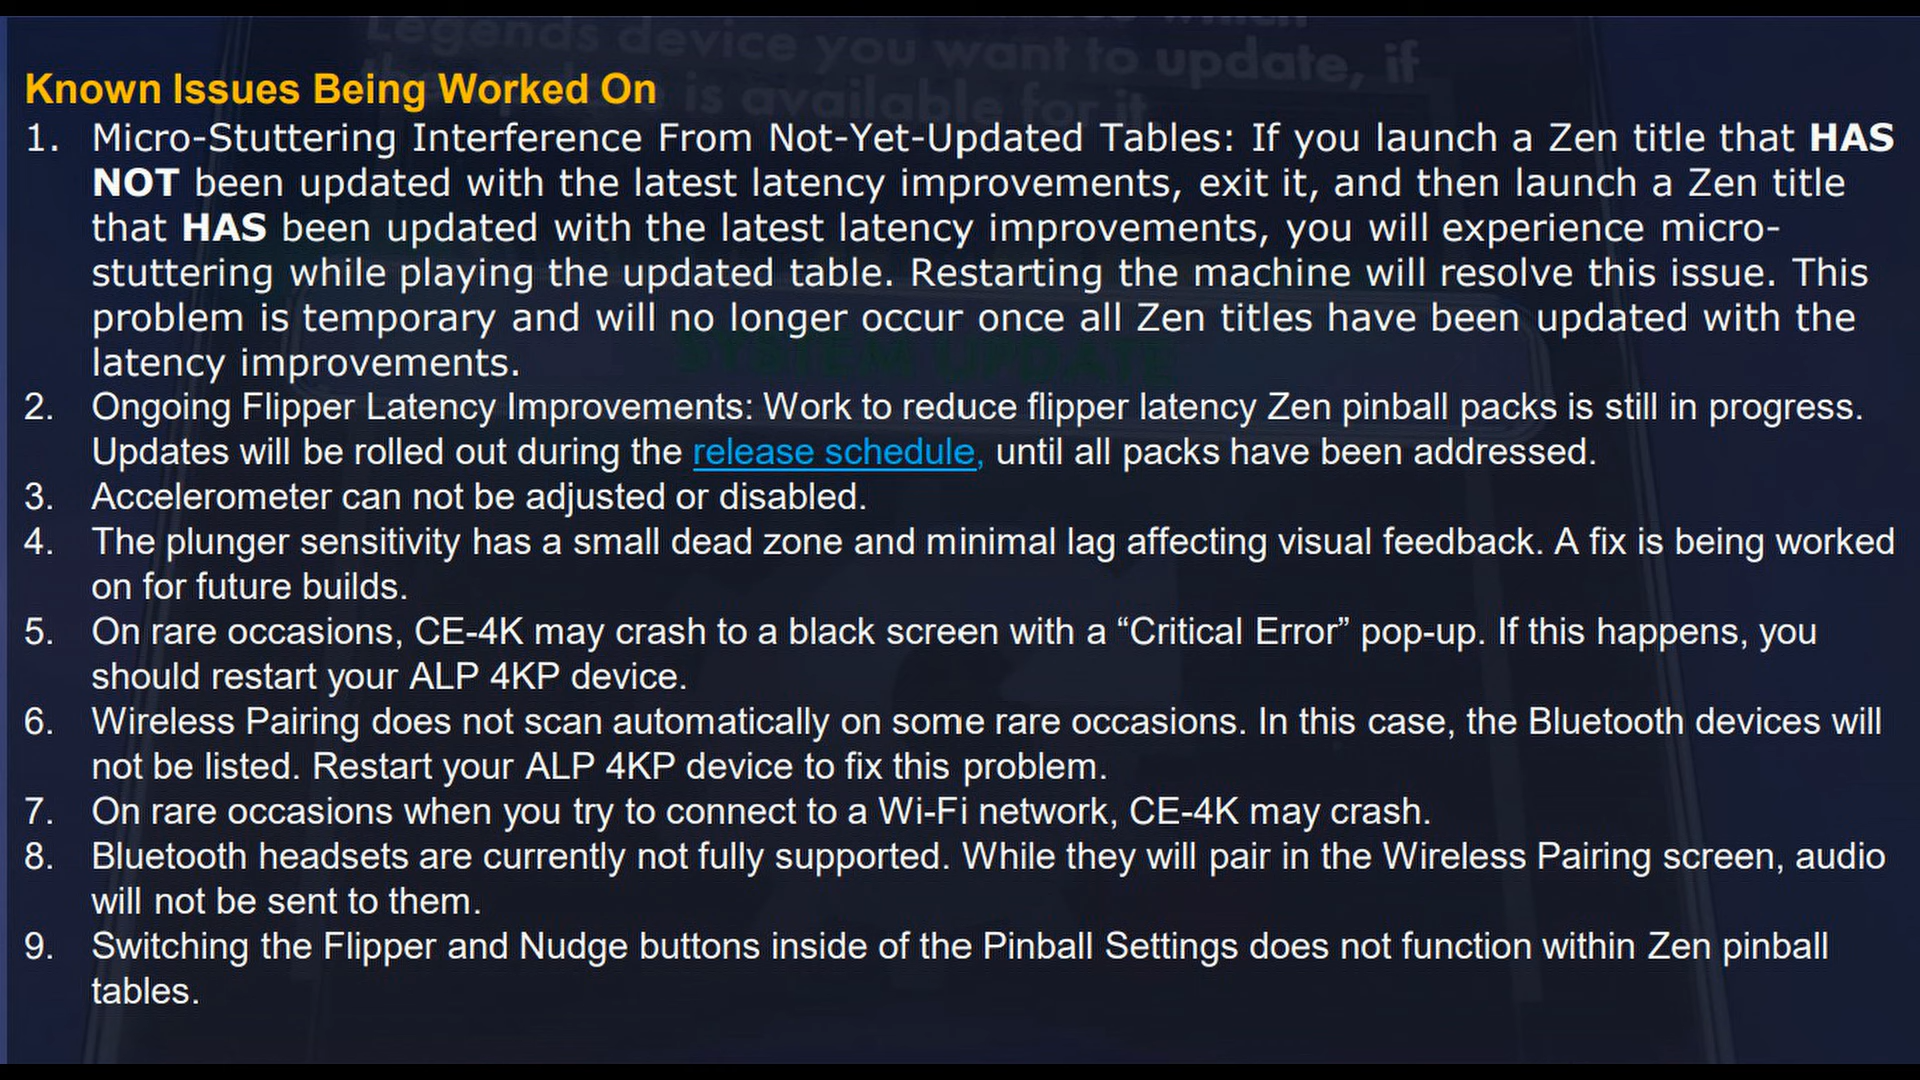 Legends device you want to update, if
is available for it
Known Issues Being Worked On
1. Micro-Stuttering Interference From Not-Yet-Updated Tables: If you launch a Zen title that HAS
NOT been updated with the latest latency improvements, exit it, and then launch a Zen title
that HAS been updated with the latest latency improvements, you will experience micro-
stuttering while playing the updated table. Restarting the machine will resolve this issue. This
problem is temporary and will no longer occur once all Zen titles have been updated with the
latency improvements.
SYSTEM UPDATE
2. Ongoing Flipper Latency Improvements: Work to reduce flipper latency Zen pinball packs is still in progress.
Updates will be rolled out during the release schedule, until all packs have been addressed.
3. Accelerometer can not be adjusted or disabled.
4. The plunger sensitivity has a small dead zone and minimal lag affecting visual feedback. A fix is being worked
on for future builds.
5. On rare occasions, CE-4K may crash to a black screen with a “Critical Error” pop-up. If this happens, you
should restart your ALP 4KP device.
6. Wireless Pairing does not scan automatically on some rare occasions. In this case, the Bluetooth devices will
not be listed. Restart your ALP 4KP device to fix this problem.
7. On rare occasions when you try to connect to a Wi-Fi network, CE-4K may crash.
8. Bluetooth headsets are currently not fully supported. While they will pair in the Wireless Pairing screen, audio
will not be sent to them.
9. Switching the Flipper and Nudge buttons inside of the Pinball Settings does not function within Zen pinball
tables.